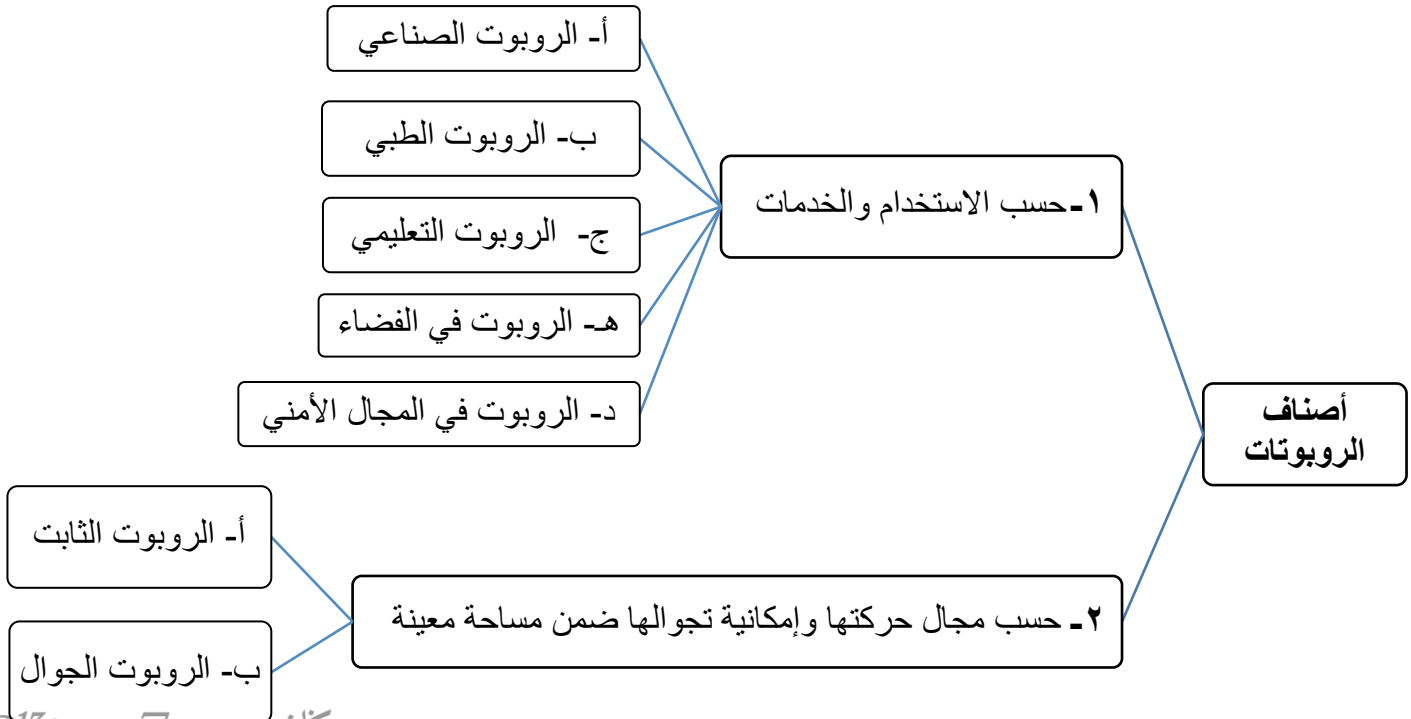 أصناف
الروبوتات
١- حسب الاستخدام والخدمات
أ- الروبوت الصناعي
ب- الروبوت الطبي
ج- الروبوت التعليمي
هـ- الروبوت في الفضاء
د- الروبوت في المجال الأمني
٢- حسب مجال حركتها وإمكانية تجوالها ضمن مساحة معينة
أ- الروبوت الثابت
ب- الروبوت الجوال